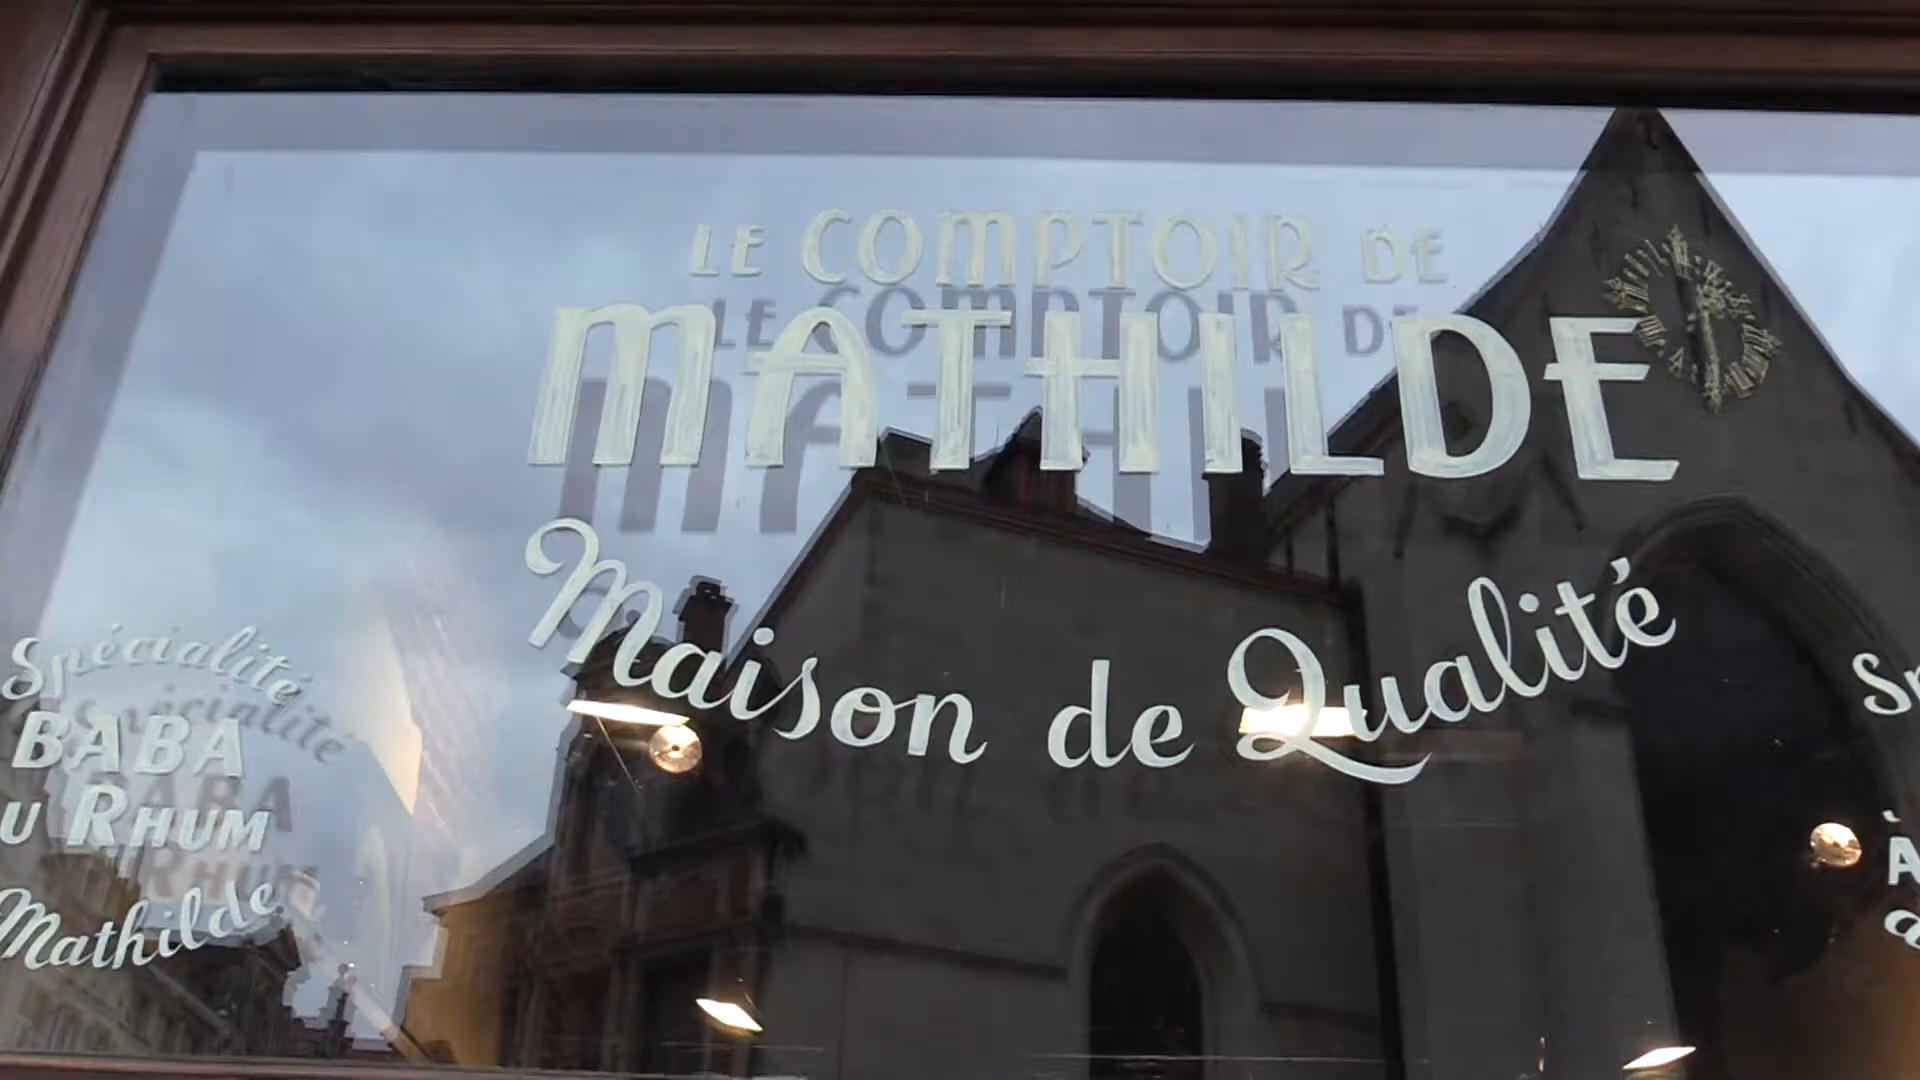 LE COMPTOIR DE
MATHILDE
Maison de Qualité
Spécialité
BABA
U RHUM
Mathilde